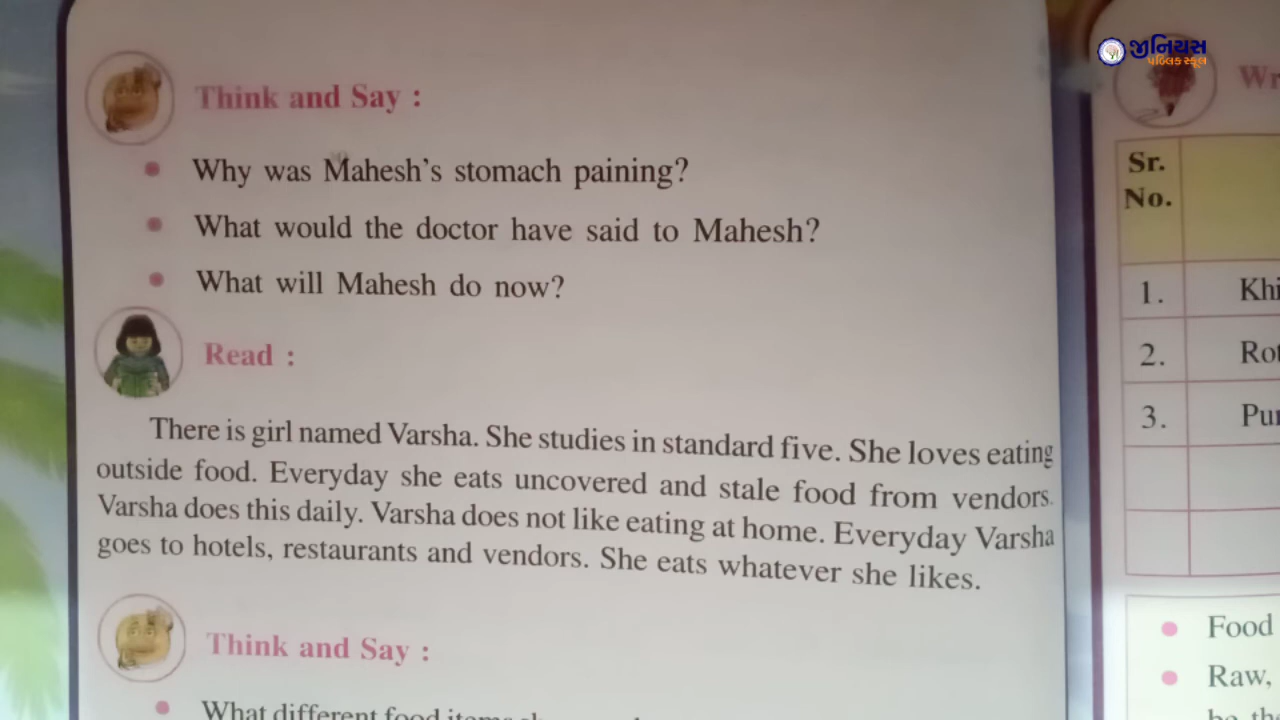 Think and Say :
Why was Mahesh's stomach paining?
What would the doctor have said to Mahesh?
What will Mahesh do now?
Read :
There is girl named Varsha. She studies in standard five. She loves eating
outside food. Everyday she eats uncovered and stale food from vendors.
Varsha does this daily. Varsha does not like eating at home. Everyday Varsha
goes to hotels, restaurants and vendors. She eats whatever she likes.
Think and Say :
What different food
જીનિયસ
પબ્લિક સ્કૂલ
Sr.
No.
1.
2.
3.
Food
Raw,